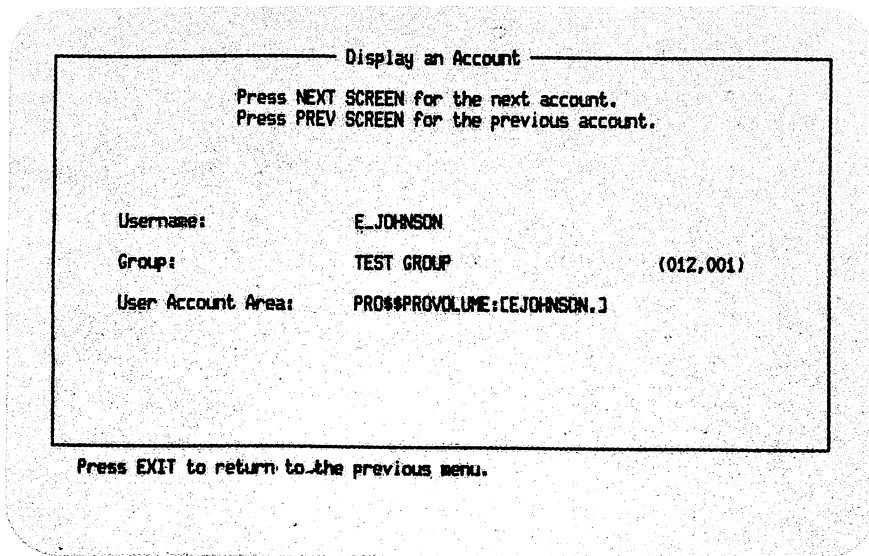 Display an Account
Press NEXT SCREEN for the next account.
Press PREV SCREEN for the previous account.
Username: E_JOHNSON
Group: TEST GROUP (012,001)
User Account Area: PRO$$PROVOLUME:[EJOHNSON.]
Press EXIT to return to the previous menu.